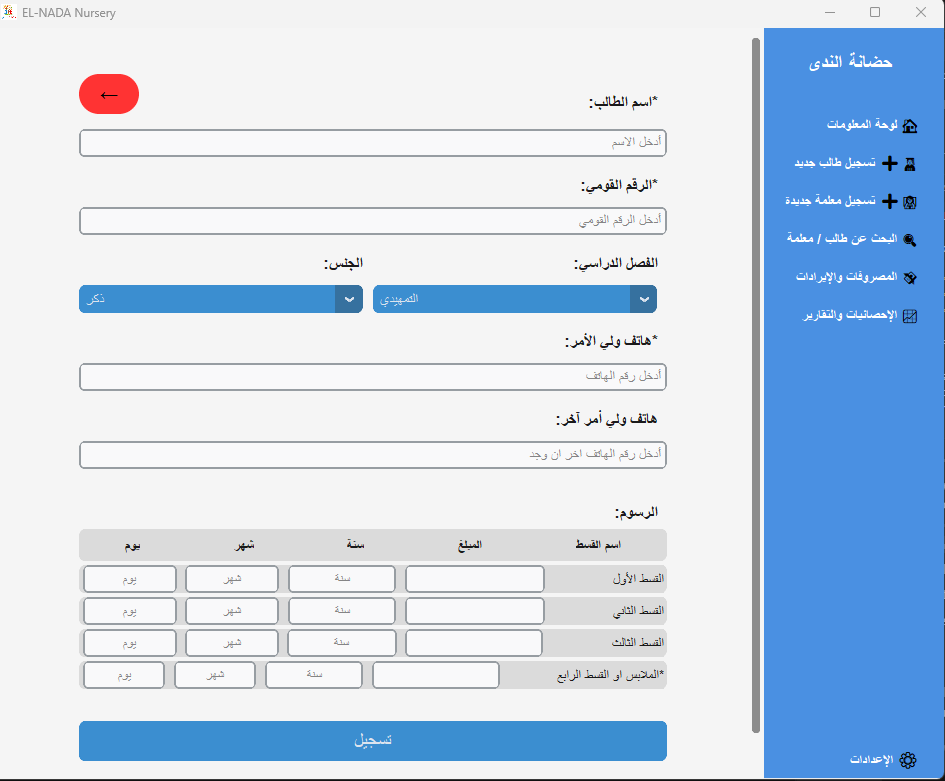 EL-NADA Nursery
حضانة الندى
لوحة المعلومات
تسجيل طالب جديد
تسجيل معلمة جديدة
البحث عن طالب / معلمة
المصروفات والإيرادات
الإحصائيات والتقارير
الإعدادات
←
*اسم الطالب:
أدخل الاسم
*الرقم القومي:
أدخل الرقم القومي
الفصل الدراسي: الجنس:
التمهيدي ذكر
*هاتف ولي الأمر:
أدخل رقم الهاتف
هاتف ولي أمر آخر:
أدخل رقم الهاتف اخر ان وجد
الرسوم:
اسم القسط المبلغ سنة شهر يوم
القسط الأول سنة شهر يوم
القسط الثاني سنة شهر يوم
القسط الثالث سنة شهر يوم
*الملابس او القسط الرابع سنة شهر يوم
تسجيل